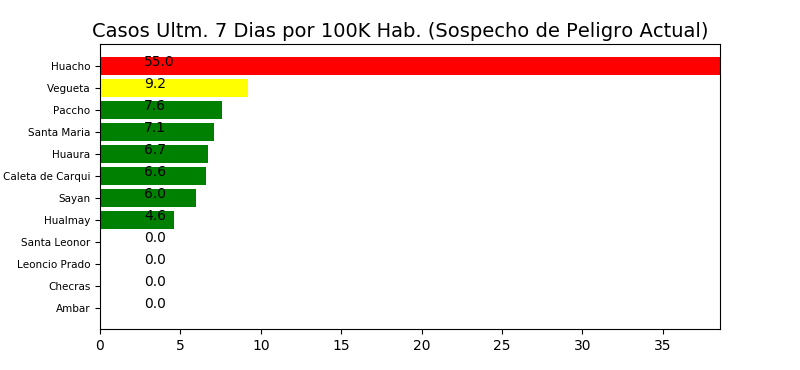 Casos Ultm. 7 Dias por 100K Hab. (Sospecho de Peligro Actual)
Huacho 55.0
Vegueta 9.2
Paccho 7.6
Santa Maria 7.1
Huaura 6.7
Caleta de Carqui 6.6
Sayan 6.0
Hualmay 4.6
Santa Leonor 0.0
Leoncio Prado 0.0
Checras 0.0
Ambar 0.0
0 5 10 15 20 25 30 35